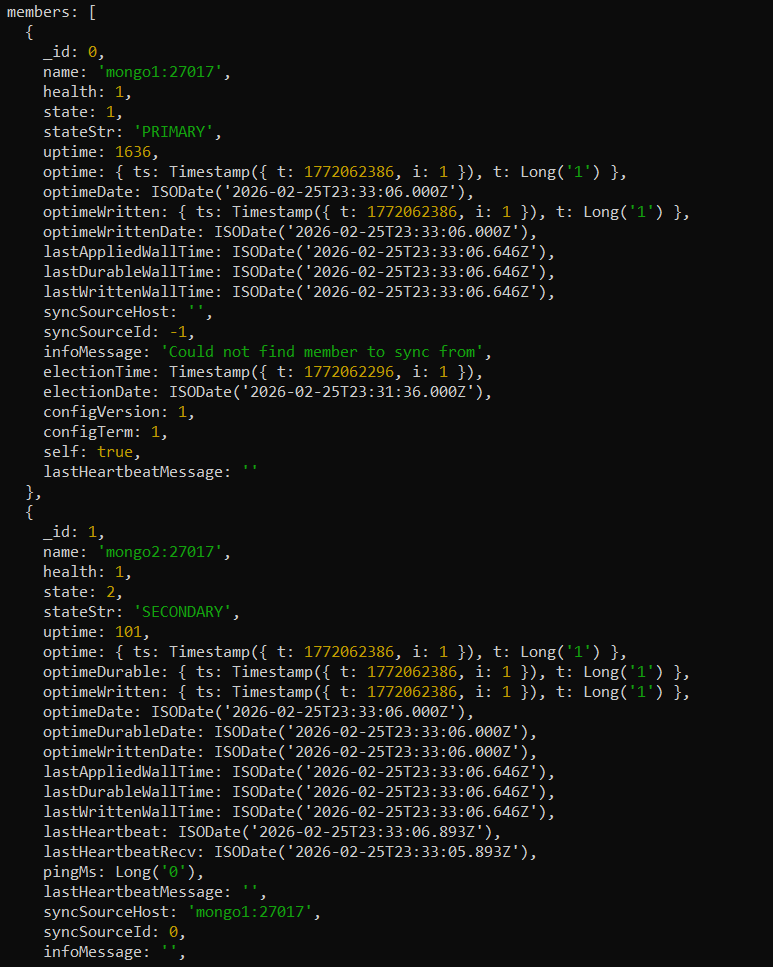 members: [
{
_id: 0,
name: 'mongo1:27017',
health: 1,
state: 1,
stateStr: 'PRIMARY',
uptime: 1636,
optime: { ts: Timestamp({ t: 1772062386, i: 1 }), t: Long('1') },
optimeDate: ISODate('2026-02-25T23:33:06.000Z'),
optimeWritten: { ts: Timestamp({ t: 1772062386, i: 1 }), t: Long('1') },
optimeWrittenDate: ISODate('2026-02-25T23:33:06.000Z'),
lastAppliedWallTime: ISODate('2026-02-25T23:33:06.646Z'),
lastDurableWallTime: ISODate('2026-02-25T23:33:06.646Z'),
lastWrittenWallTime: ISODate('2026-02-25T23:33:06.646Z'),
syncSourceHost: '',
syncSourceId: -1,
infoMessage: 'Could not find member to sync from',
electionTime: Timestamp({ t: 1772062296, i: 1 }),
electionDate: ISODate('2026-02-25T23:31:36.000Z'),
configVersion: 1,
configTerm: 1,
self: true,
lastHeartbeatMessage: ''
},
{
_id: 1,
name: 'mongo2:27017',
health: 1,
state: 2,
stateStr: 'SECONDARY',
uptime: 101,
optime: { ts: Timestamp({ t: 1772062386, i: 1 }), t: Long('1') },
optimeDurable: { ts: Timestamp({ t: 1772062386, i: 1 }), t: Long('1') },
optimeWritten: { ts: Timestamp({ t: 1772062386, i: 1 }), t: Long('1') },
optimeDate: ISODate('2026-02-25T23:33:06.000Z'),
optimeDurableDate: ISODate('2026-02-25T23:33:06.000Z'),
optimeWrittenDate: ISODate('2026-02-25T23:33:06.000Z'),
lastAppliedWallTime: ISODate('2026-02-25T23:33:06.646Z'),
lastDurableWallTime: ISODate('2026-02-25T23:33:06.646Z'),
lastWrittenWallTime: ISODate('2026-02-25T23:33:06.646Z'),
lastHeartbeat: ISODate('2026-02-25T23:33:06.893Z'),
lastHeartbeatRecv: ISODate('2026-02-25T23:33:05.893Z'),
pingMs: Long('0'),
lastHeartbeatMessage: '',
syncSourceHost: 'mongo1:27017',
syncSourceId: 0,
infoMessage: '',